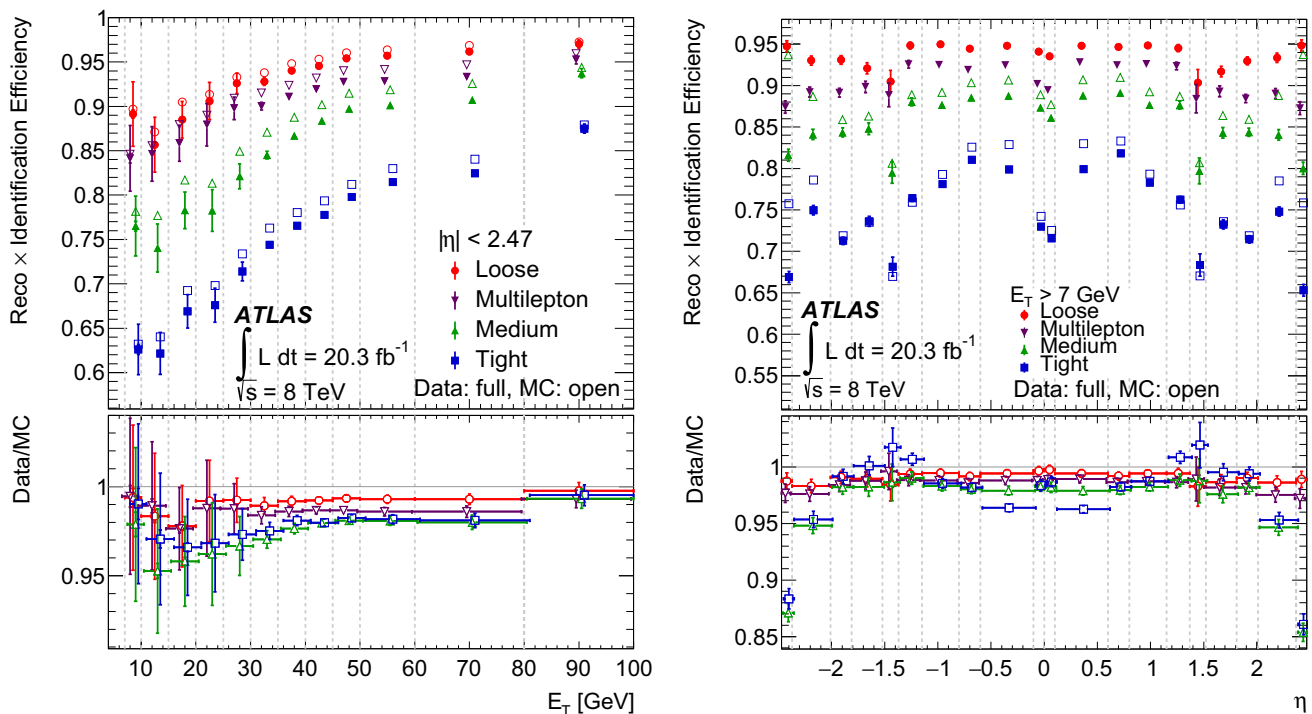 Reco × Identification Efficiency
1
0.95
0.9
0.85
0.8
0.75
0.7
0.65
0.6
|η| < 2.47
Loose
Multilepton
Medium
Tight
ATLAS
∫ L dt = 20.3 fb⁻¹
√s = 8 TeV
Data: full, MC: open
Data/MC
1
0.95
10 20 30 40 50 60 70 80 90 100
E_T [GeV]
Reco × Identification Efficiency
0.95
0.9
0.85
0.8
0.75
0.7
0.65
0.6
0.55
E_T > 7 GeV
Loose
Multilepton
Medium
Tight
ATLAS
∫ L dt = 20.3 fb⁻¹
√s = 8 TeV
Data: full, MC: open
Data/MC
1
0.95
0.9
0.85
−2 −1.5 −1 −0.5 0 0.5 1 1.5 2
η